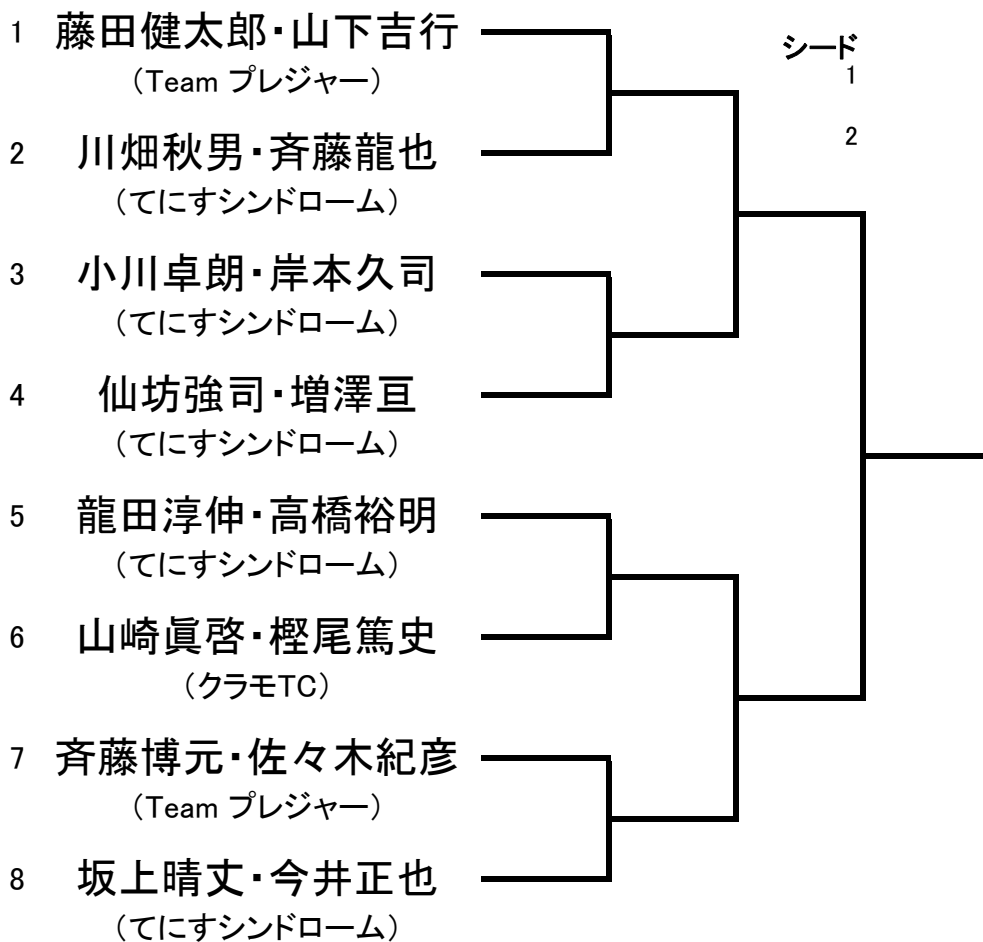 1 藤田健太郎・山下吉行
（Team プレジャー）
シード
1
2
2 川畑秋男・斉藤龍也
（てにすシンドローム）
3 小川卓朗・岸本久司
（てにすシンドローム）
4 仙坊強司・増澤亘
（てにすシンドローム）
5 龍田淳伸・高橋裕明
（てにすシンドローム）
6 山崎眞啓・樫尾篤史
（クラモTC）
7 斉藤博元・佐々木紀彦
（Team プレジャー）
8 坂上晴丈・今井正也
（てにすシンドローム）